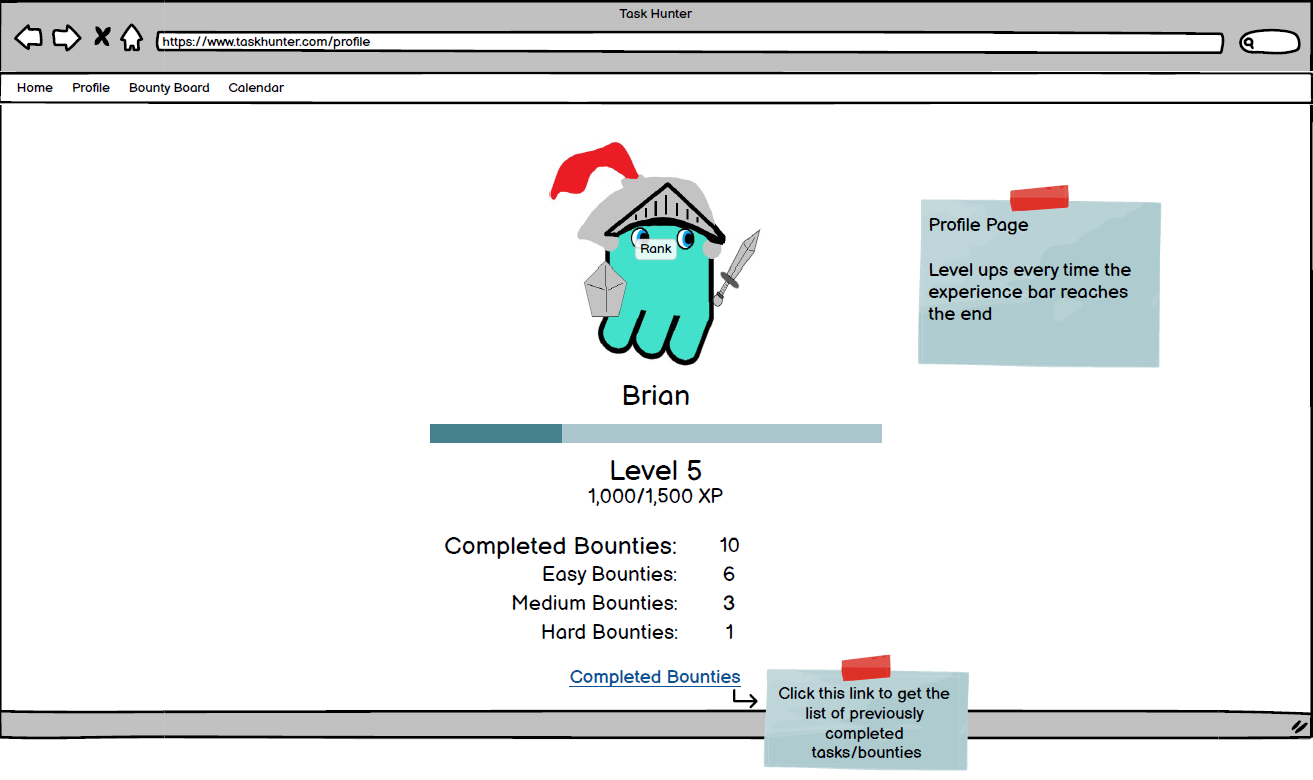 Task Hunter
https://www.taskhunter.com/profile
Home Profile Bounty Board Calendar
Rank
Profile Page
Level ups every time the
experience bar reaches
the end
Brian
Level 5
1,000/1,500 XP
Completed Bounties: 10
Easy Bounties: 6
Medium Bounties: 3
Hard Bounties: 1
Completed Bounties
Click this link to get the
list of previously
completed
tasks/bounties